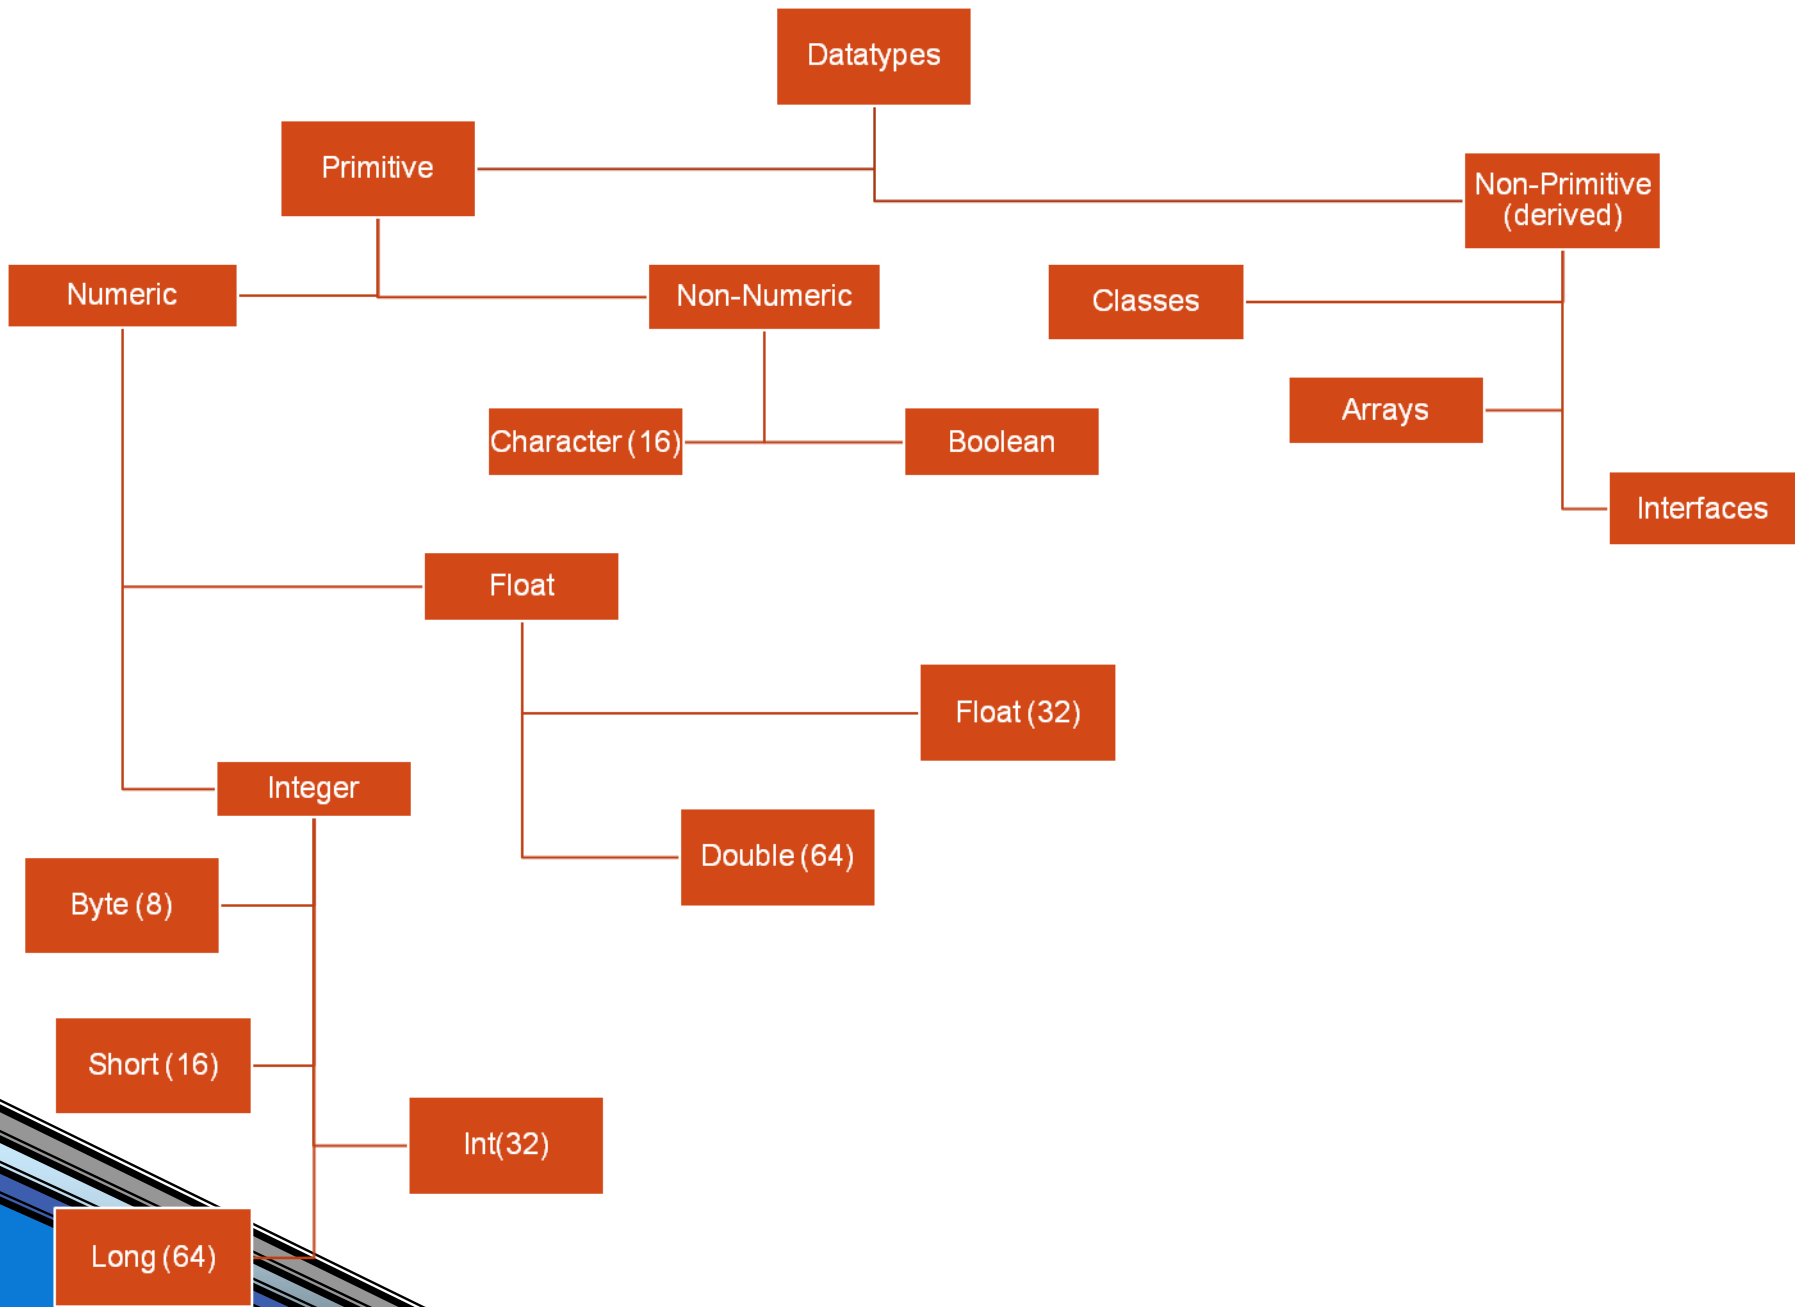 Datatypes
Primitive
Non-Primitive
(derived)
Numeric
Non-Numeric
Classes
Character (16)
Boolean
Arrays
Interfaces
Float
Float (32)
Integer
Double (64)
Byte (8)
Short (16)
Int(32)
Long (64)